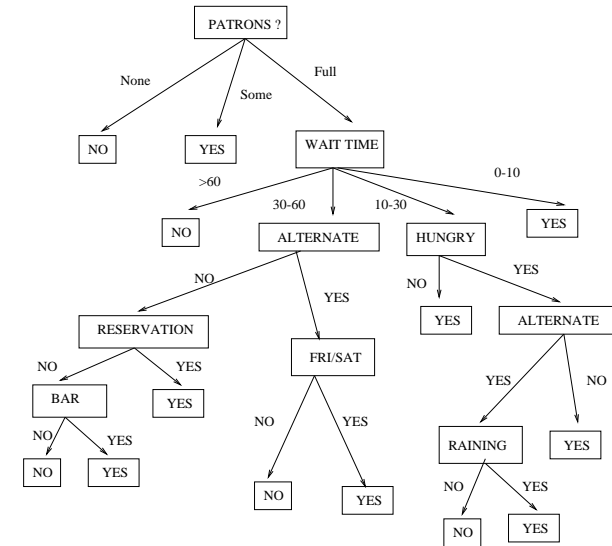 PATRONS ?
None
Some
Full
NO
YES
WAIT TIME
>60
30-60
10-30
0-10
NO
ALTERNATE
HUNGRY
YES
NO
YES
NO
YES
RESERVATION
FRI/SAT
YES
ALTERNATE
NO
YES
YES
NO
BAR
YES
NO
YES
NO
YES
RAINING
YES
NO
YES
NO
YES
NO
YES
NO
YES